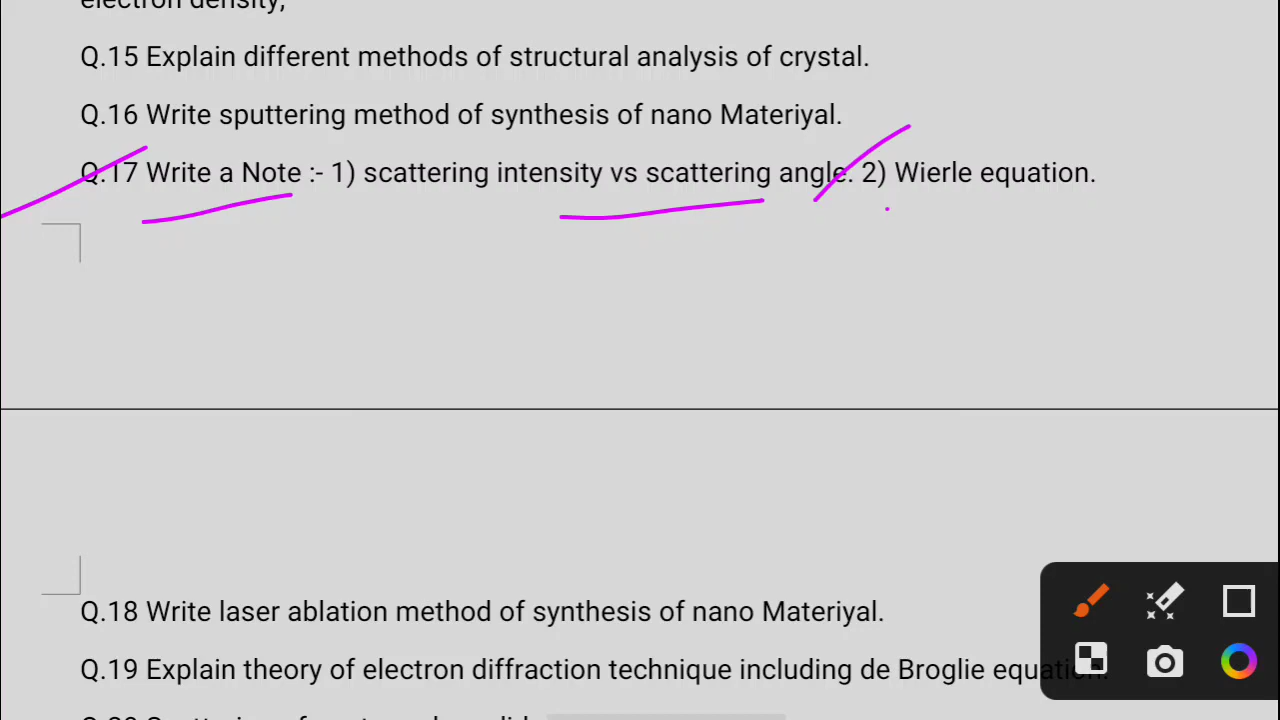 electron density,
Q.15 Explain different methods of structural analysis of crystal.
Q.16 Write sputtering method of synthesis of nano Materiyal.
Q.17 Write a Note :- 1) scattering intensity vs scattering angle. 2) Wierle equation.
Q.18 Write laser ablation method of synthesis of nano Materiyal.
Q.19 Explain theory of electron diffraction technique including de Broglie equation.